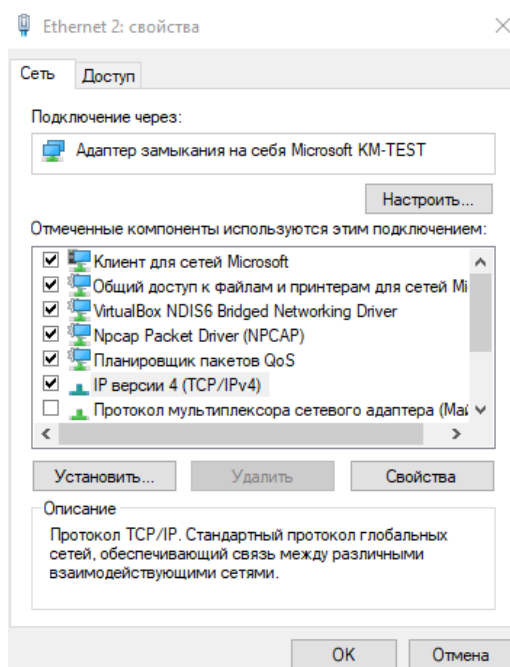 Ethernet 2: свойства
Сеть
Доступ
Подключение через:
Адаптер замыкания на себя Microsoft KM-TEST
Настроить...
Отмеченные компоненты используются этим подключением:
Клиент для сетей Microsoft
Общий доступ к файлам и принтерам для сетей Mi
VirtualBox NDIS6 Bridged Networking Driver
Npcap Packet Driver (NPCAP)
Планировщик пакетов QoS
IP версии 4 (TCP/IPv4)
Протокол мультиплексора сетевого адаптера (Май
Установить...
Удалить
Свойства
Описание
Протокол TCP/IP. Стандартный протокол глобальных
сетей, обеспечивающий связь между различными
взаимодействующими сетями.
OK
Отмена